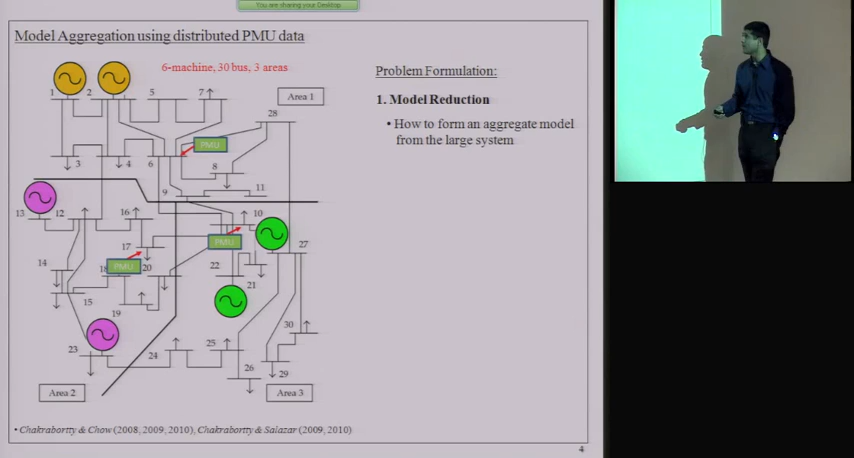 You are sharing your Desktop
Model Aggregation using distributed PMU data
6-machine, 30 bus, 3 areas
Problem Formulation:
1. Model Reduction
• How to form an aggregate model
from the large system
1
2
5
7
Area 1
28
PMU
3
4
6
8
9
11
13
12
16
10
PMU
27
17
14
18
PMU
20
22
21
15
19
30
23
24
25
26
29
Area 2
Area 3
• Chakrabortty & Chow (2008, 2009, 2010), Chakrabortty & Salazar (2009, 2010)
4